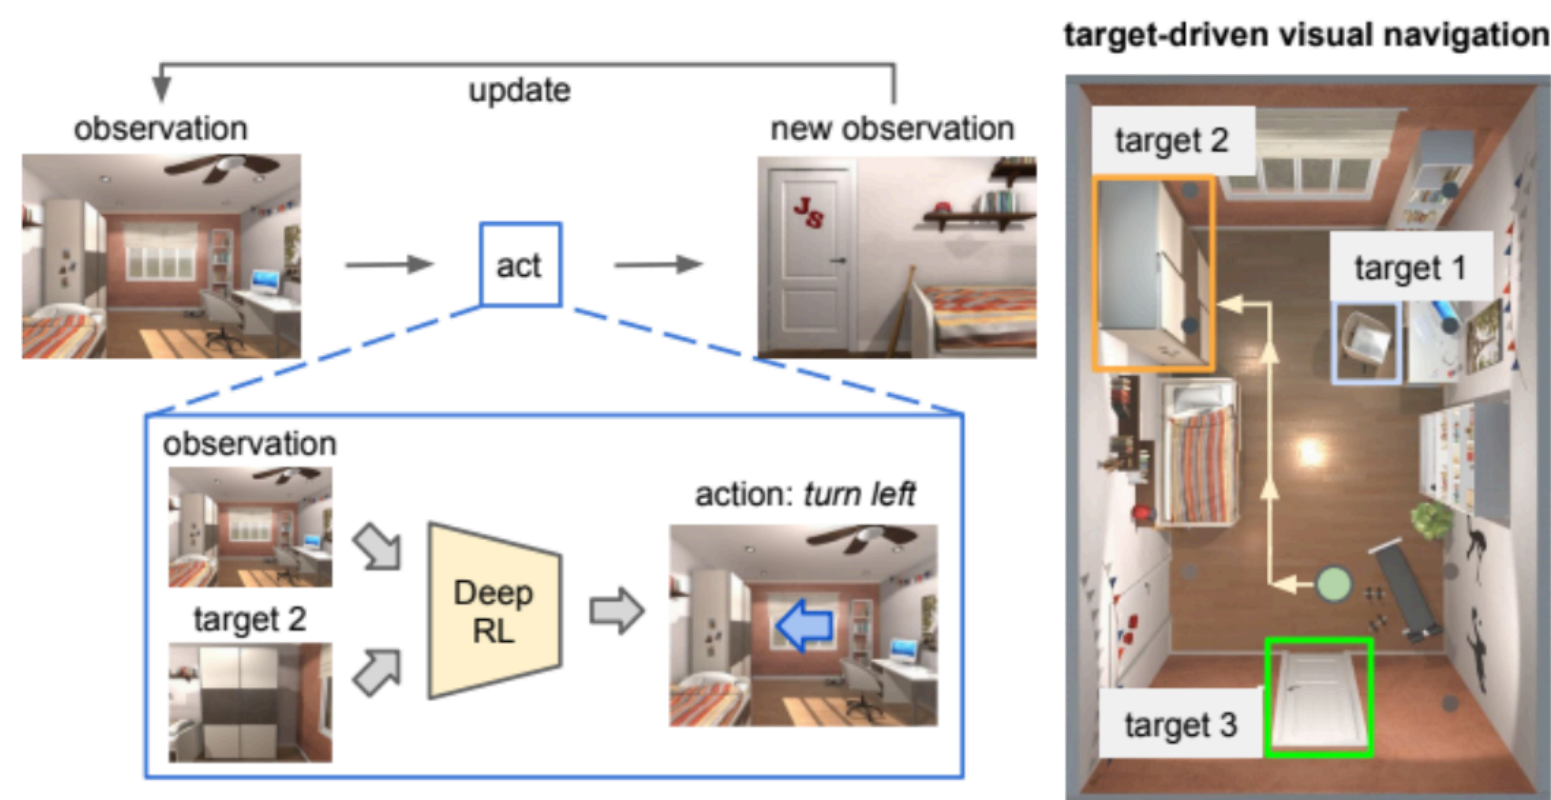 target-driven visual navigation
update
observation
new observation
JS
act
observation
target 2
Deep
RL
action: turn left
target 2
target 1
target 3